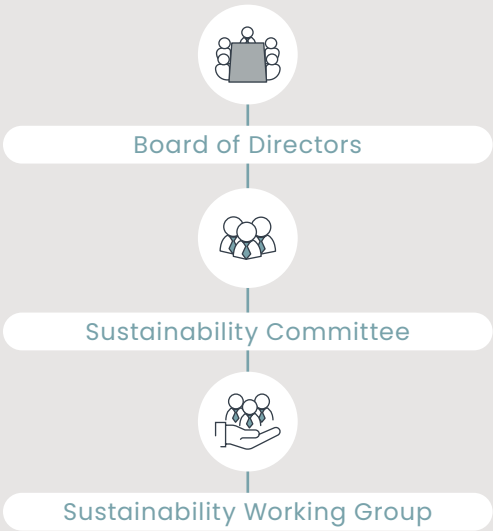 Board of Directors
Sustainability Committee
Sustainability Working Group